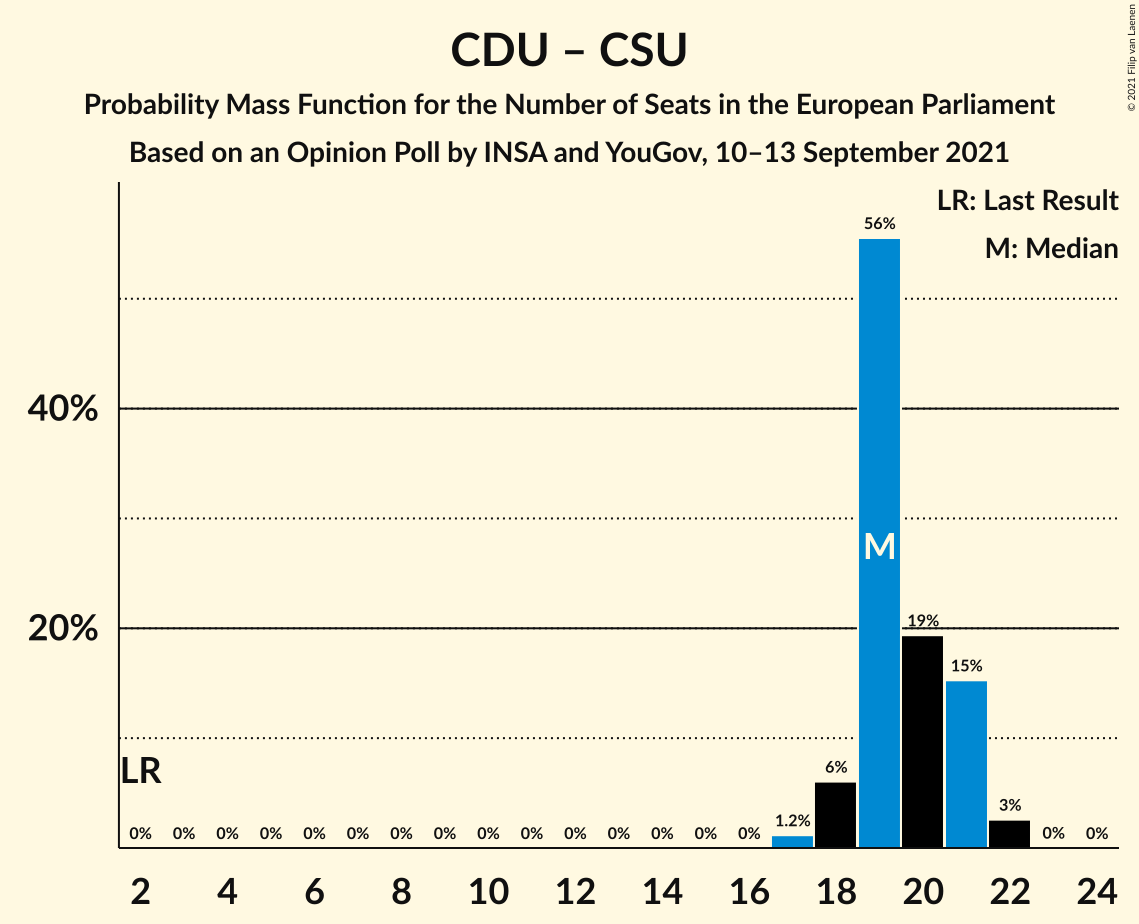 CDU – CSU
Probability Mass Function for the Number of Seats in the European Parliament
Based on an Opinion Poll by INSA and YouGov, 10–13 September 2021
© 2021 Filip van Laenen
LR: Last Result
M: Median
56%
40%
M
20%
19%
15%
LR
6%
3%
1.2%
0% 0% 0% 0% 0% 0% 0% 0% 0% 0% 0% 0% 0% 0% 0% 0% 0%
2 4 6 8 10 12 14 16 18 20 22 24